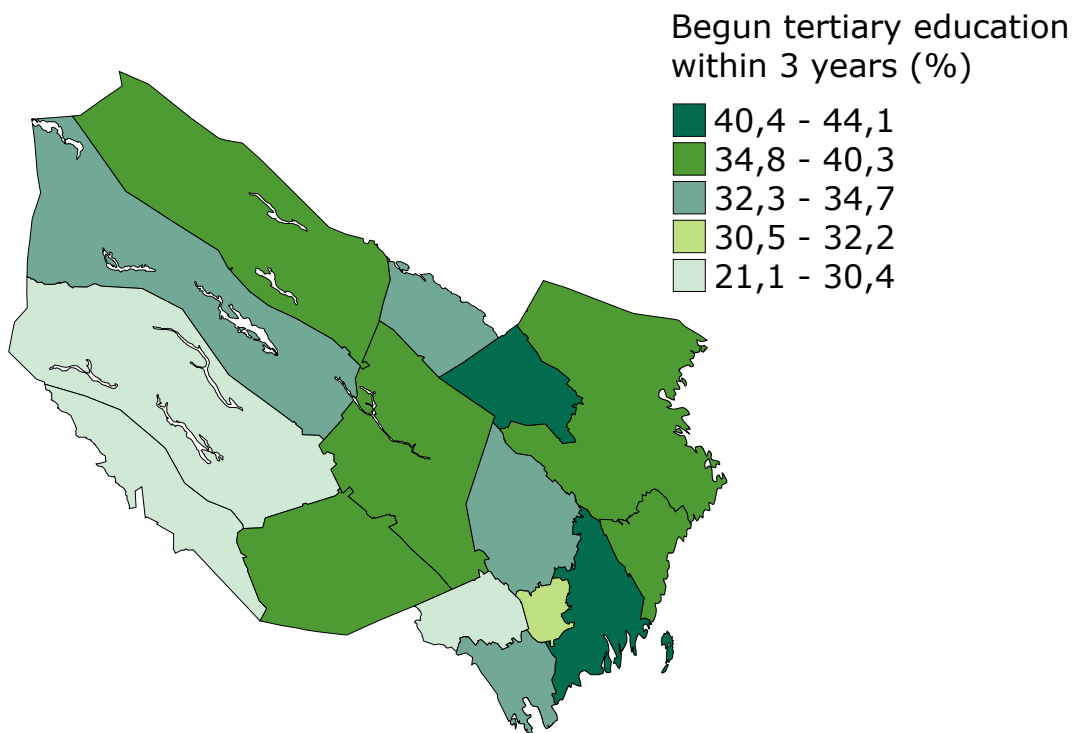 Begun tertiary education
within 3 years (%)
40,4 - 44,1
34,8 - 40,3
32,3 - 34,7
30,5 - 32,2
21,1 - 30,4